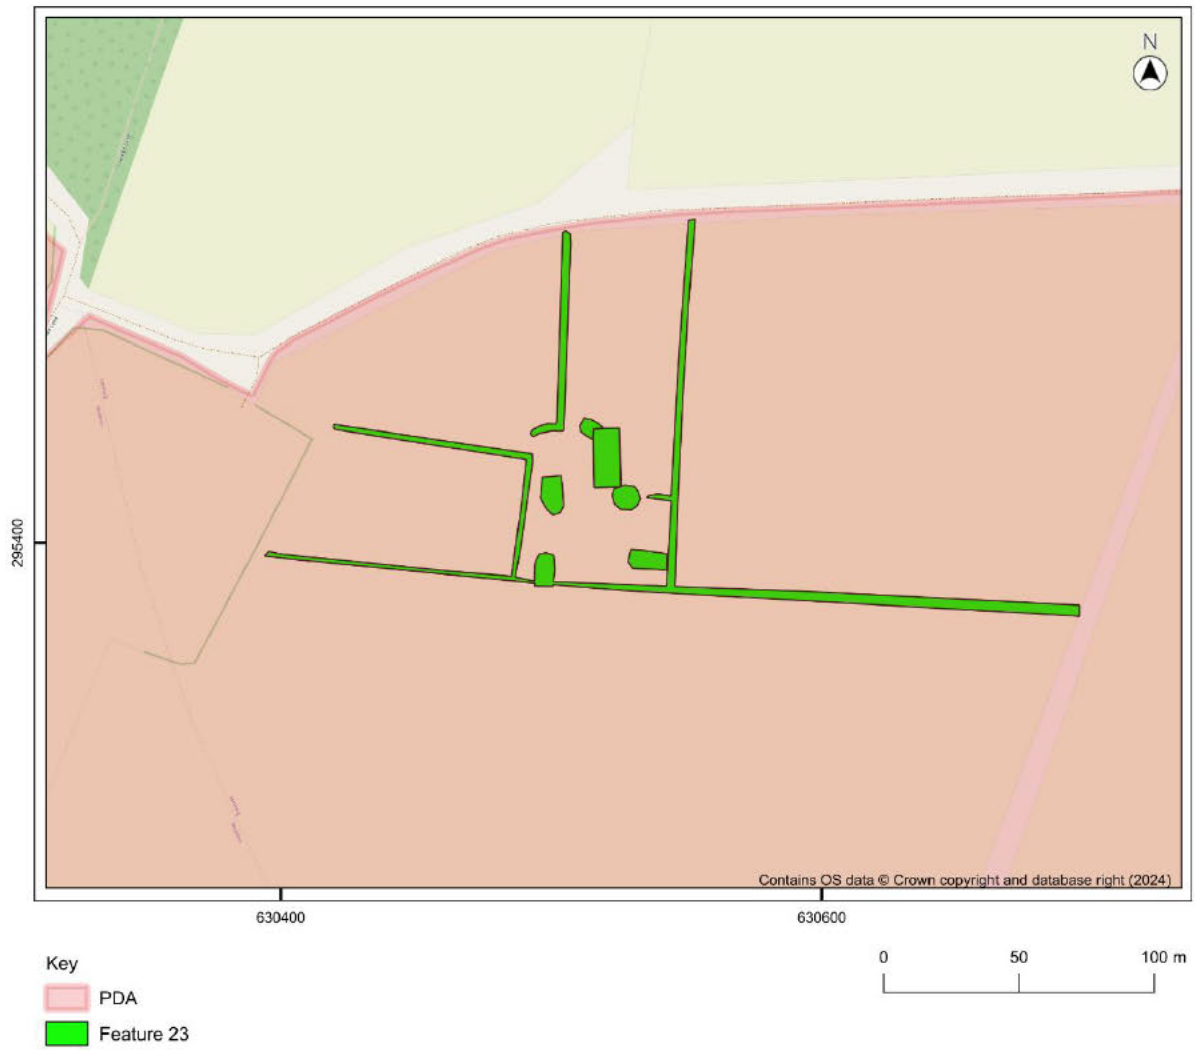 N
295400
Contains OS data © Crown copyright and database right (2024)
630400
630600
Key
PDA
Feature 23
0 50 100 m